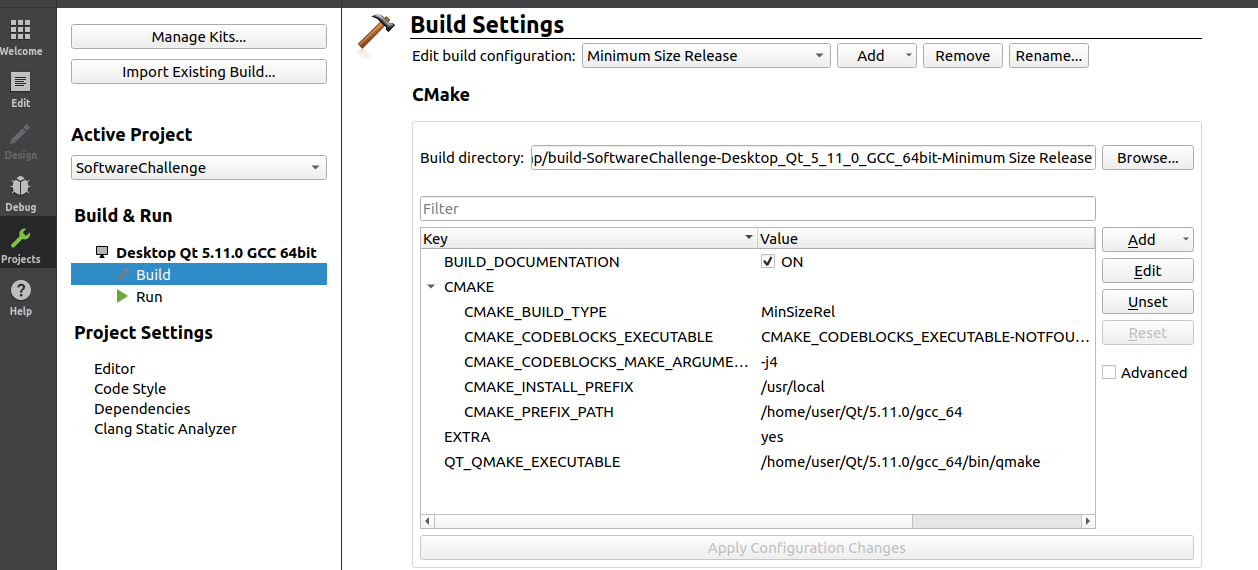 Welcome
Edit
Design
Debug
Projects
Help
Manage Kits...
Import Existing Build...
Active Project
SoftwareChallenge
Build & Run
Desktop Qt 5.11.0 GCC 64bit
Build
Run
Project Settings
Editor
Code Style
Dependencies
Clang Static Analyzer
Build Settings
Edit build configuration: Minimum Size Release Add Remove Rename...
CMake
Build directory: p/build-SoftwareChallenge-Desktop_Qt_5_11_0_GCC_64bit-Minimum Size Release Browse...
Filter
Key Value
BUILD_DOCUMENTATION ON
CMAKE
CMAKE_BUILD_TYPE MinSizeRel
CMAKE_CODEBLOCKS_EXECUTABLE CMAKE_CODEBLOCKS_EXECUTABLE-NOTFOU...
CMAKE_CODEBLOCKS_MAKE_ARGUME... -j4
CMAKE_INSTALL_PREFIX /usr/local
CMAKE_PREFIX_PATH /home/user/Qt/5.11.0/gcc_64
EXTRA yes
QT_QMAKE_EXECUTABLE /home/user/Qt/5.11.0/gcc_64/bin/qmake
Add
Edit
Unset
Reset
Advanced
Apply Configuration Changes